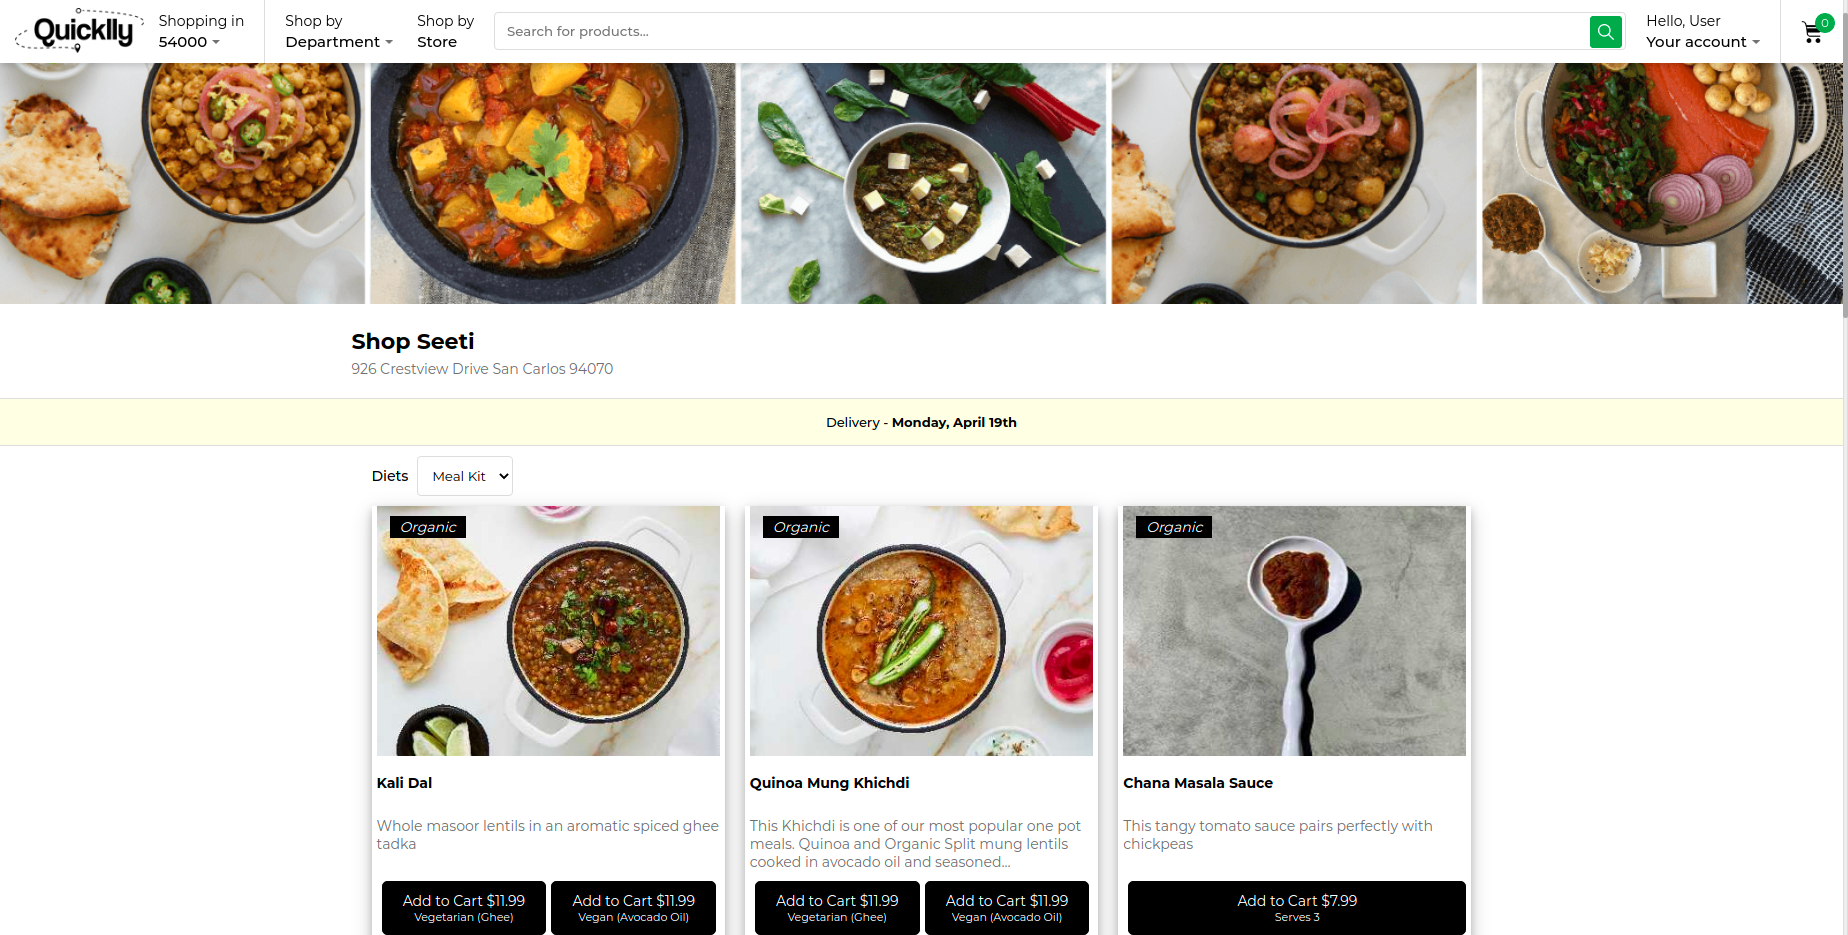 Quicklly
Shopping in
54000
Shop by
Department
Shop by
Store
Search for products...
Hello, User
Your account
0
Shop Seeti
926 Crestview Drive San Carlos 94070
Delivery - Monday, April 19th
Diets
Meal Kit
Organic
Organic
Organic
Kali Dal
Whole masoor lentils in an aromatic spiced ghee
tadka
Add to Cart $11.99
Vegetarian (Ghee)
Add to Cart $11.99
Vegan (Avocado Oil)
Quinoa Mung Khichdi
This Khichdi is one of our most popular one pot
meals. Quinoa and Organic Split mung lentils
cooked in avocado oil and seasoned...
Add to Cart $11.99
Vegetarian (Ghee)
Add to Cart $11.99
Vegan (Avocado Oil)
Chana Masala Sauce
This tangy tomato sauce pairs perfectly with
chickpeas
Add to Cart $7.99
Serves 3